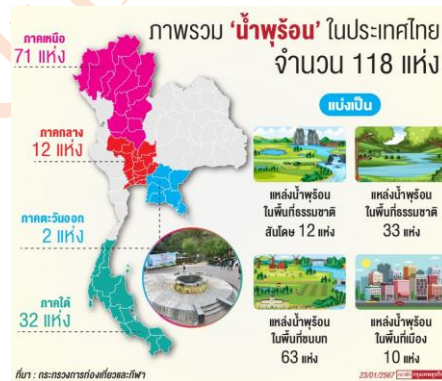 ภาพรวม 'น้ำพุร้อน' ในประเทศไทย
จำนวน 118 แห่ง
ภาคเหนือ
71 แห่ง
ภาคกลาง
12 แห่ง
ภาคตะวันออก
2 แห่ง
ภาคใต้
32 แห่ง
แบ่งเป็น
แหล่งน้ำพุร้อน
ในพื้นที่ธรรมชาติ
สันโดษ 12 แห่ง
แหล่งน้ำพุร้อน
ในพื้นที่ธรรมชาติ
33 แห่ง
แหล่งน้ำพุร้อน
ในพื้นที่ชนบท
63 แห่ง
แหล่งน้ำพุร้อน
ในพื้นที่เมือง
10 แห่ง
ที่มา : กระทรวงการท่องเที่ยวและกีฬา
23/01/2567 กรุงเทพธุรกิจ